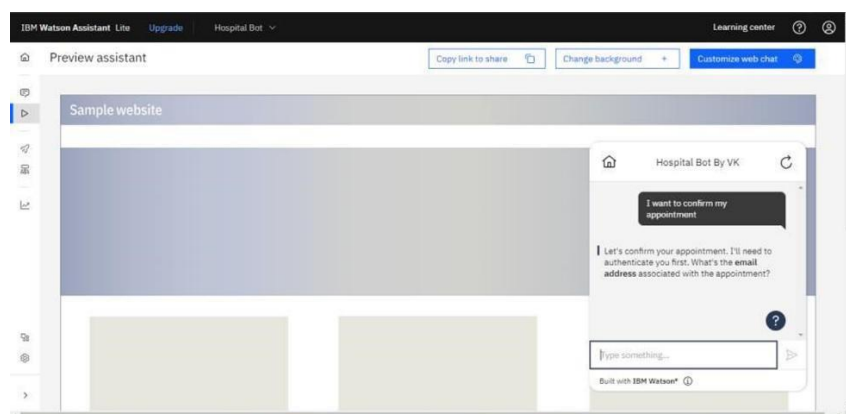 IBM Watson Assistant Lite Upgrade Hospital Bot Learning center
Preview assistant Copy link to share Change background + Customize web chat
Sample website
Hospital Bot By VK
I want to confirm my
appointment
Let's confirm your appointment. I'll need to
authenticate you first. What's the email
address associated with the appointment?
?
Type something...
Built with IBM Watson®